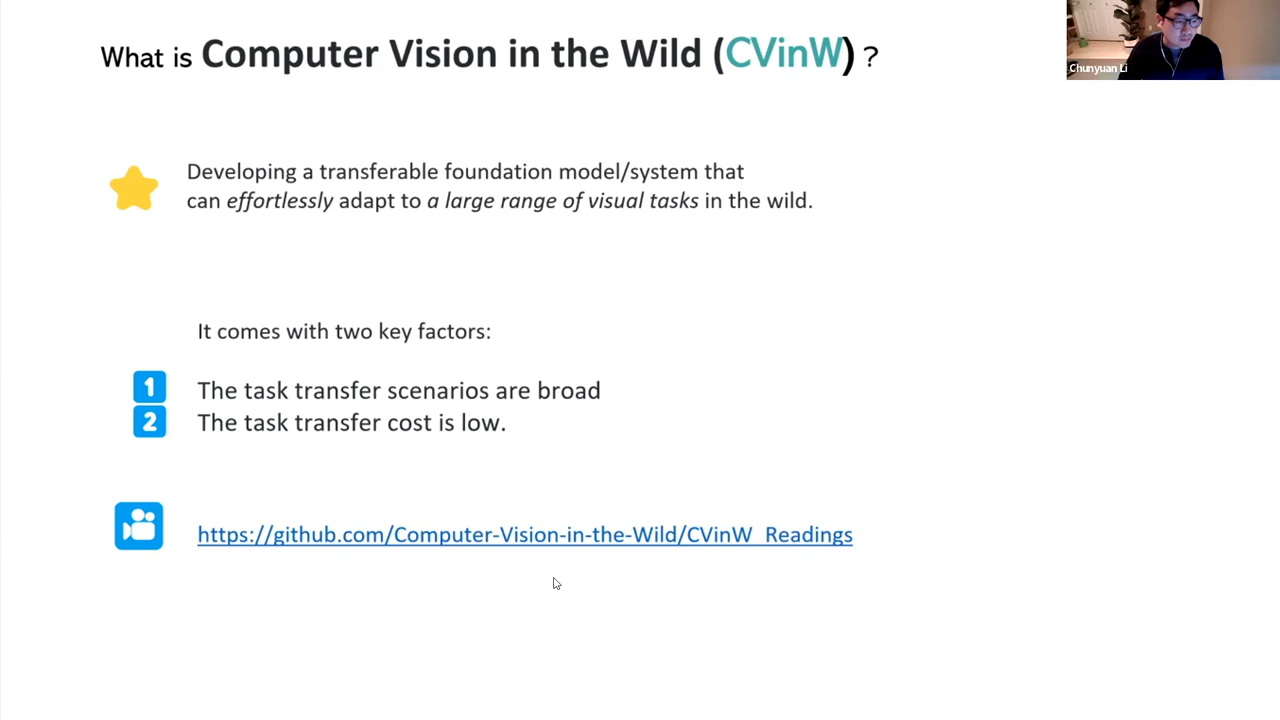 What is Computer Vision in the Wild (CVinW) ?
Chunyuan Li
Developing a transferable foundation model/system that
can effortlessly adapt to a large range of visual tasks in the wild.
It comes with two key factors:
1 The task transfer scenarios are broad
2 The task transfer cost is low.
https://github.com/Computer-Vision-in-the-Wild/CVinW_Readings